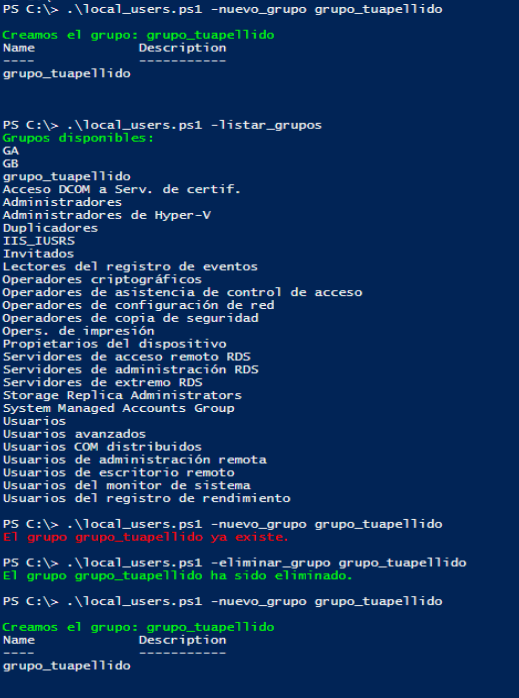 PS C:\> .\local_users.ps1 -nuevo_grupo grupo_tuapellido
Creamos el grupo: grupo_tuapellido
Name Description
---- -----------
grupo_tuapellido
PS C:\> .\local_users.ps1 -listar_grupos
Grupos disponibles:
GA
GB
grupo_tuapellido
Acceso DCOM a Serv. de certif.
Administradores
Administradores de Hyper-V
Duplicadores
IIS_IUSRS
Invitados
Lectores del registro de eventos
Operadores criptográficos
Operadores de asistencia de control de acceso
Operadores de configuración de red
Operadores de copia de seguridad
Opers. de impresión
Propietarios del dispositivo
Servidores de acceso remoto RDS
Servidores de administración RDS
Servidores de extremo RDS
Storage Replica Administrators
System Managed Accounts Group
Usuarios
Usuarios avanzados
Usuarios COM distribuidos
Usuarios de administración remota
Usuarios de escritorio remoto
Usuarios del monitor de sistema
Usuarios del registro de rendimiento
PS C:\> .\local_users.ps1 -nuevo_grupo grupo_tuapellido
El grupo grupo_tuapellido ya existe.
PS C:\> .\local_users.ps1 -eliminar_grupo grupo_tuapellido
El grupo grupo_tuapellido ha sido eliminado.
PS C:\> .\local_users.ps1 -nuevo_grupo grupo_tuapellido
Creamos el grupo: grupo_tuapellido
Name Description
---- -----------
grupo_tuapellido